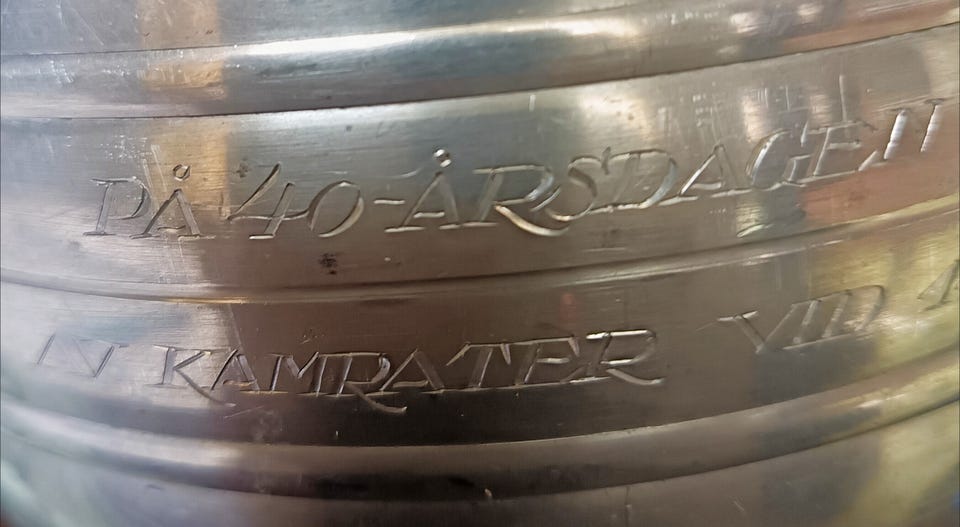 PÅ 40-ÅRSDAGEN
KAMRATER VID